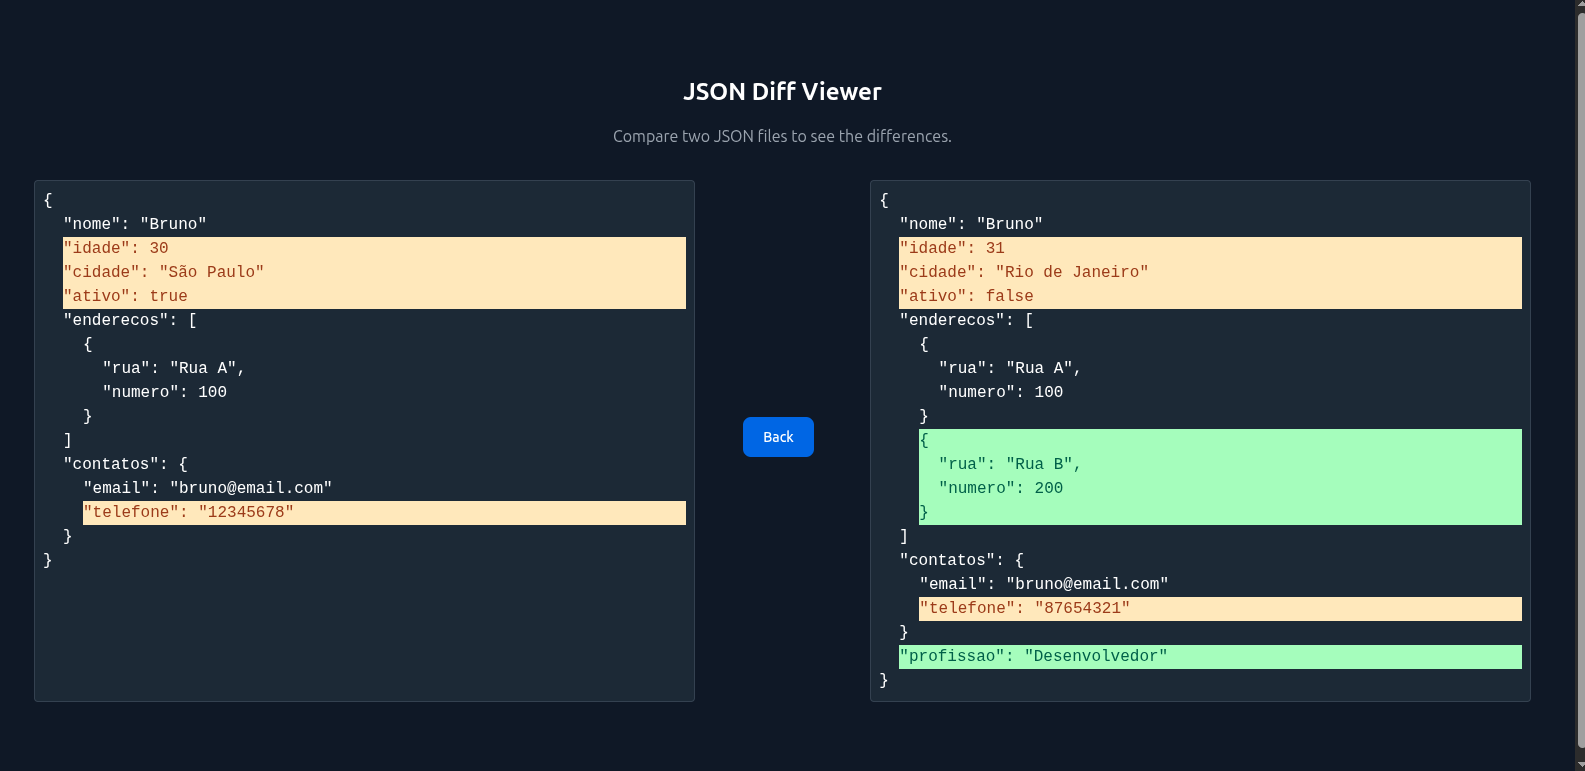 JSON Diff Viewer
Compare two JSON files to see the differences.
{
"nome": "Bruno"
"idade": 30
"cidade": "São Paulo"
"ativo": true
"enderecos": [
{
"rua": "Rua A",
"numero": 100
}
]
"contatos": {
"email": "bruno@email.com"
"telefone": "12345678"
}
}
Back
{
"nome": "Bruno"
"idade": 31
"cidade": "Rio de Janeiro"
"ativo": false
"enderecos": [
{
"rua": "Rua A",
"numero": 100
}
{
"rua": "Rua B",
"numero": 200
}
]
"contatos": {
"email": "bruno@email.com"
"telefone": "87654321"
}
"profissao": "Desenvolvedor"
}